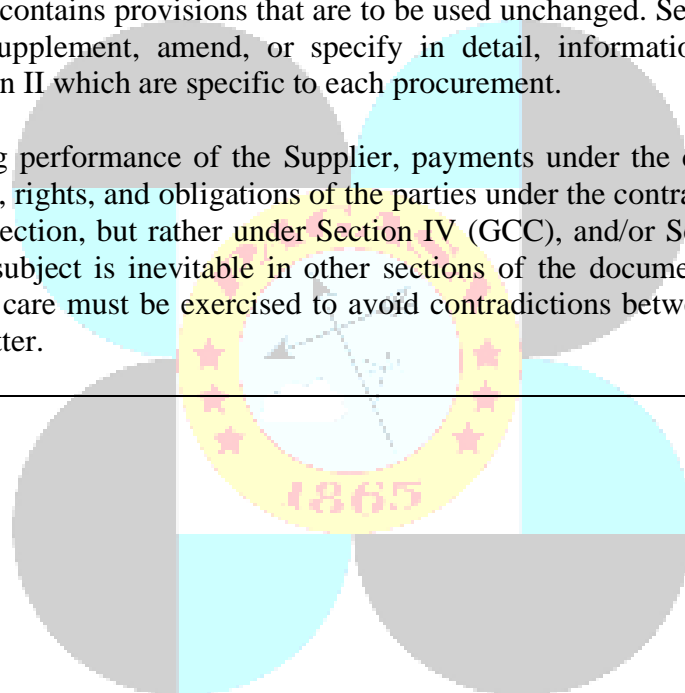 contains provisions that are to be used unchanged. Se
upplement, amend, or specify in detail, informatio
n II which are specific to each procurement.
g performance of the Supplier, payments under the
, rights, and obligations of the parties under the contra
ection, but rather under Section IV (GCC), and/or S
subject is inevitable in other sections of the docume
care must be exercised to avoid contradictions betw
tter.
PAGASA
1865